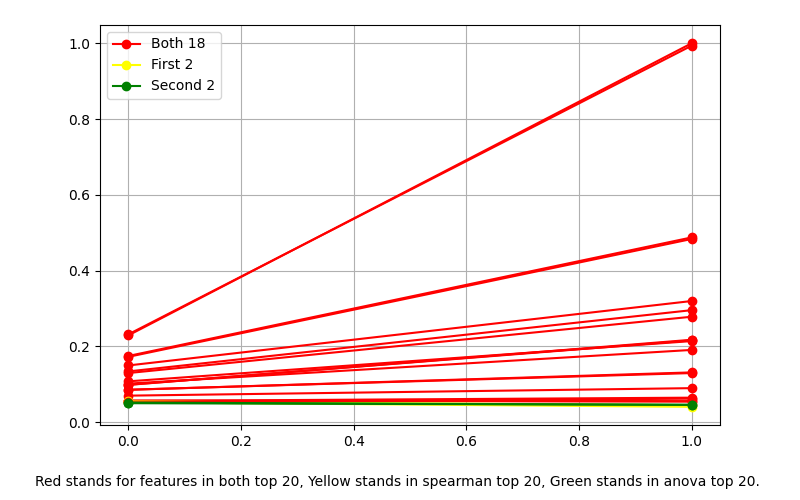 1.0
0.8
0.6
0.4
0.2
0.0
Both 18
First 2
Second 2
0.0 0.2 0.4 0.6 0.8 1.0
Red stands for features in both top 20, Yellow stands in spearman top 20, Green stands in anova top 20.